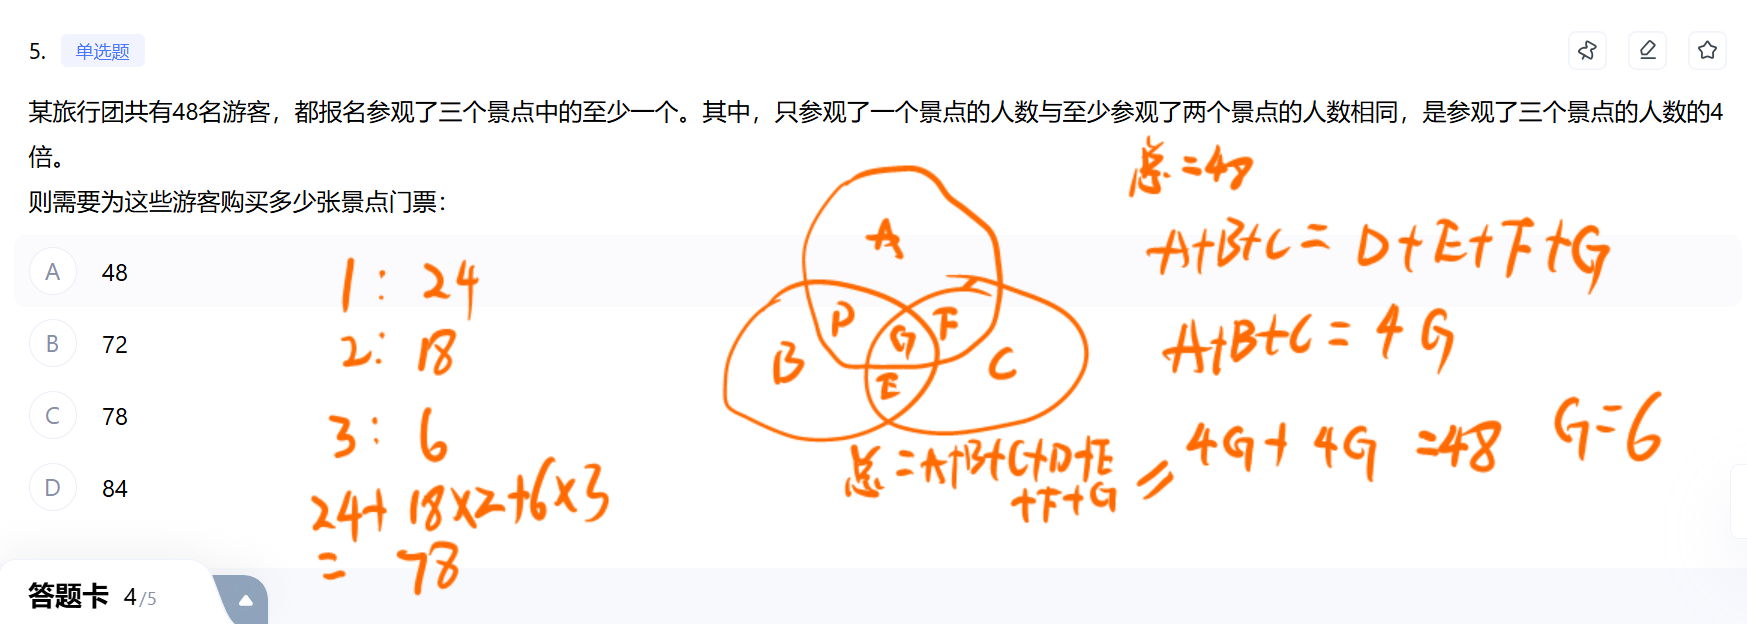 5. 单选题
某旅行团共有48名游客，都报名参观了三个景点中的至少一个。其中，只参观了一个景点的人数与至少参观了两个景点的人数相同，是参观了三个景点的人数的4
倍。
则需要为这些游客购买多少张景点门票：
A 48
B 72
C 78
D 84
1: 24
2: 18
3: 6
24+18×2+6×3
= 78
A
B
D
G
F
E
C
总=A+B+C+D+E
+F+G
总=48
A+B+C=D+E+F+G
A+B+C=4G
= 4G+4G=48 G=6
答题卡 4/5